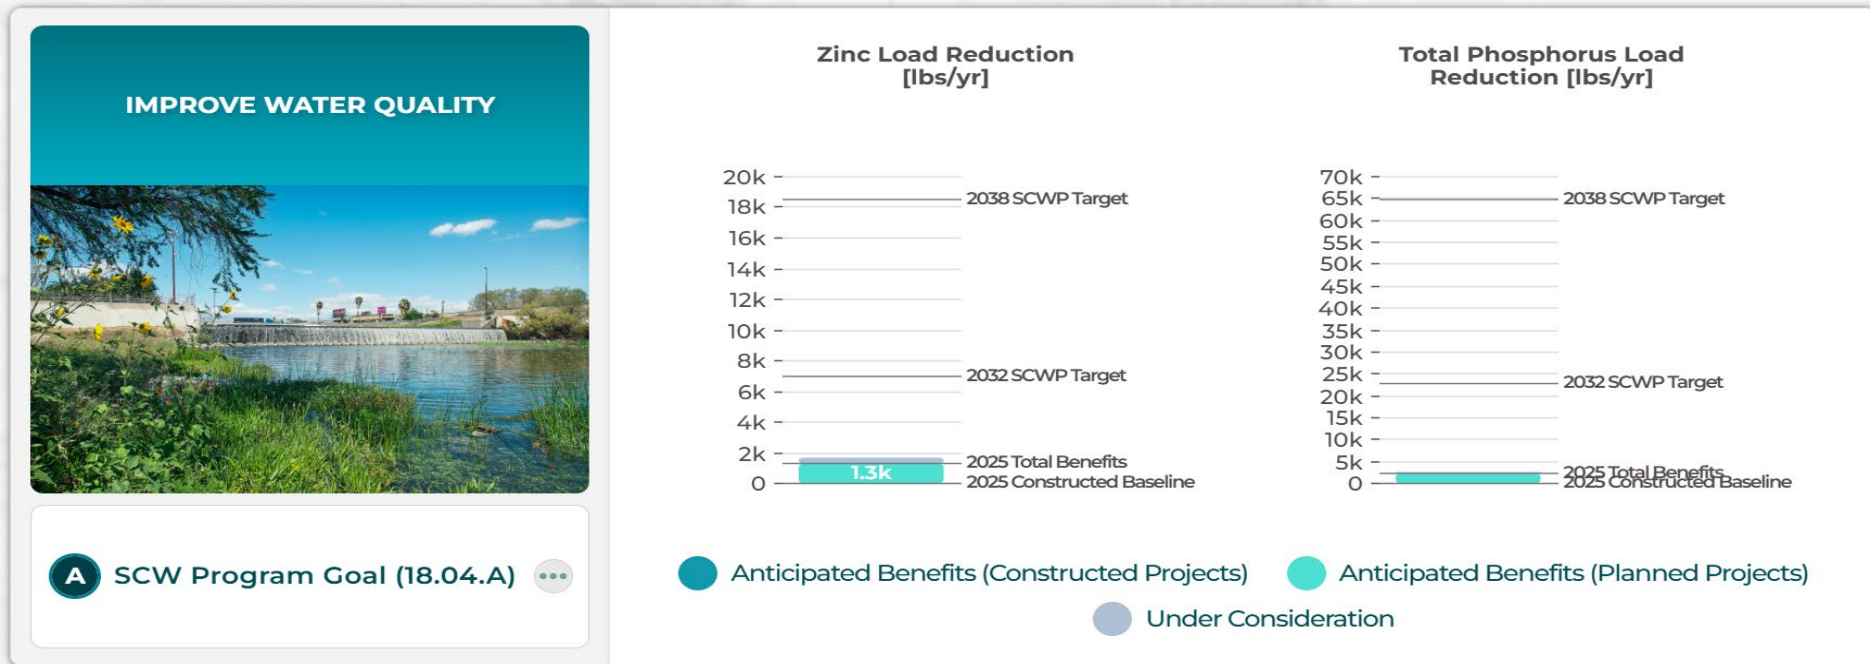 IMPROVE WATER QUALITY
A SCW Program Goal (18.04.A)
Zinc Load Reduction
[lbs/yr]
20k
2038 SCWP Target
18k
16k
14k
12k
10k
8k
2032 SCWP Target
6k
4k
2k
2025 Total Benefits
1.3k
2025 Constructed Baseline
0
Total Phosphorus Load
Reduction [lbs/yr]
70k
65k 2038 SCWP Target
60k
55k
50k
45k
40k
35k
30k
25k
2032 SCWP Target
20k
15k
10k
5k
2025 Total Benefits
2025 Constructed Baseline
0
Anticipated Benefits (Constructed Projects)
Anticipated Benefits (Planned Projects)
Under Consideration